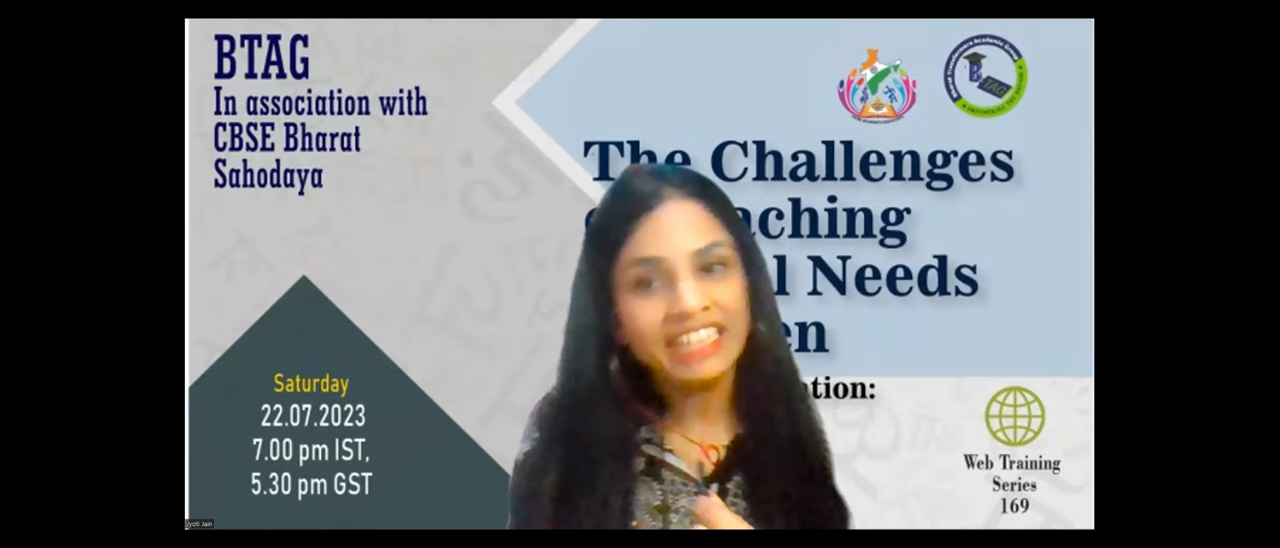 BTAG
In association with
CBSE Bharat
Sahodaya
The Challenges
aching
Needs
en
tion:
Saturday
22.07.2023
7.00 pm IST,
5.30 pm GST
Web Training
Series
169
Jyoti Jain